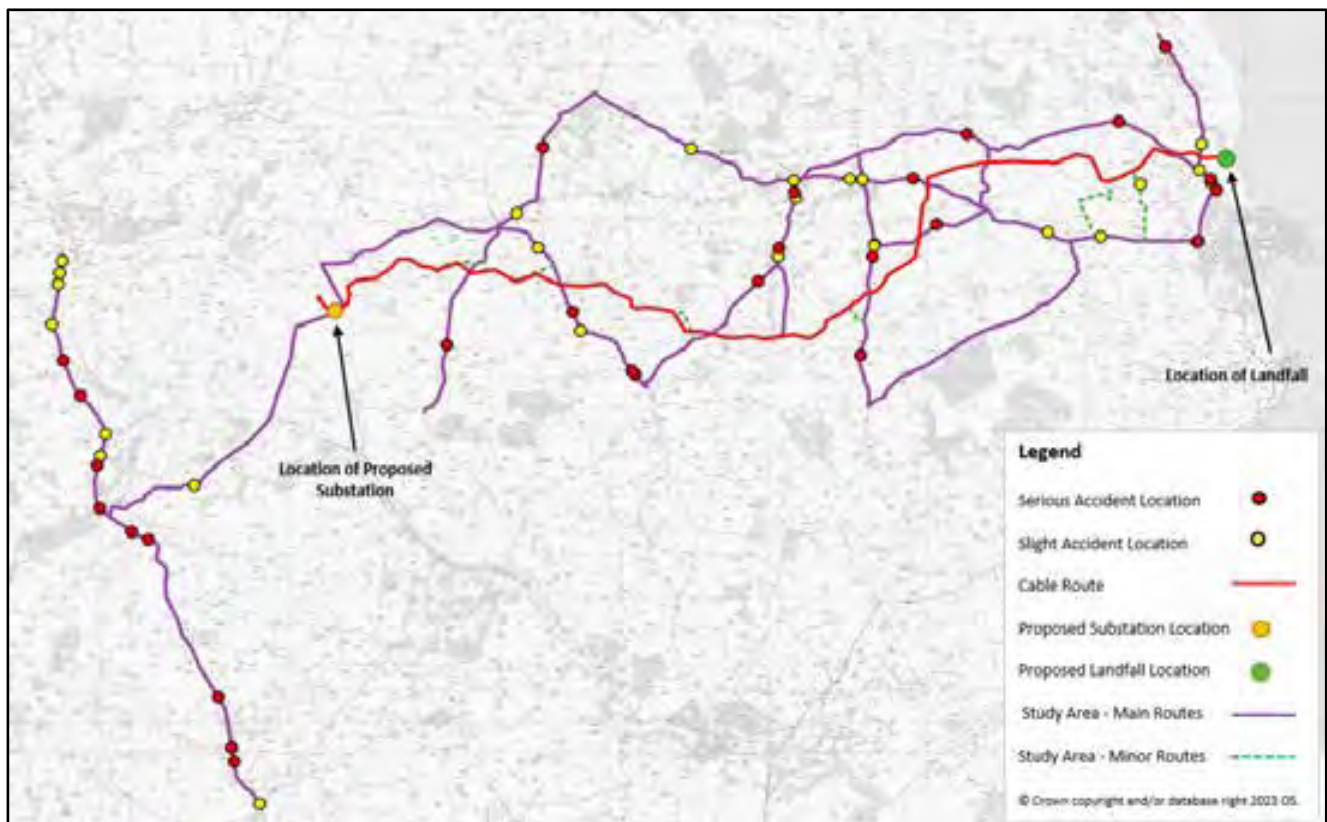 Location of Landfall
Location of Proposed
Substation
Legend
Serious Accident Location
Slight Accident Location
Cable Route
Proposed Substation Location
Proposed Landfall Location
Study Area - Main Routes
Study Area - Minor Routes
© Crown copyright and/or database right 2023 OS.